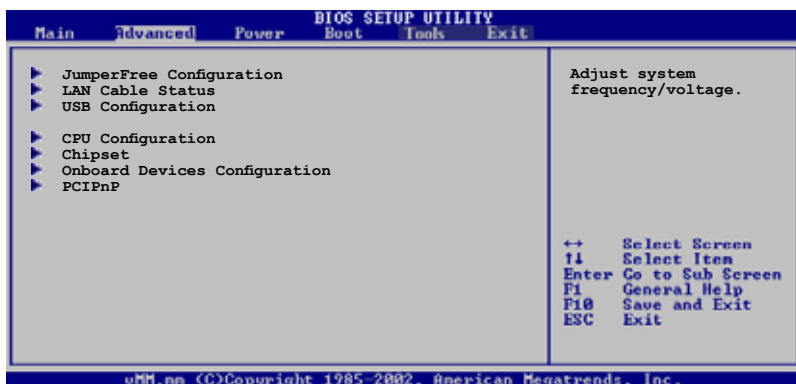 BIOS SETUP UTILITY
Main Advanced Power Boot Tools Exit
JumperFree Configuration
LAN Cable Status
USB Configuration
CPU Configuration
Chipset
Onboard Devices Configuration
PCIPnP
Adjust system
frequency/voltage.
↔ Select Screen
↑↓ Select Item
Enter Go to Sub Screen
F1 General Help
F10 Save and Exit
ESC Exit
(C)Copyright 1985-2002, American Megatrends, Inc.